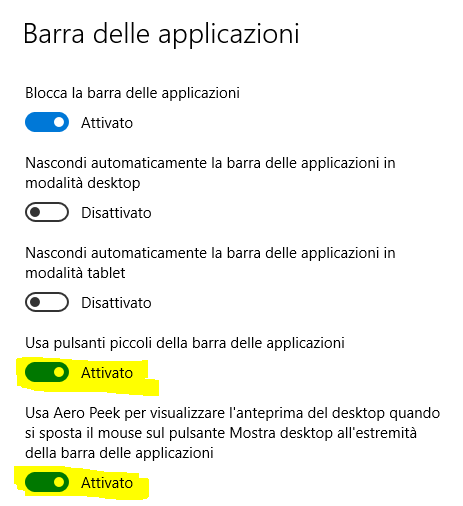 Barra delle applicazioni
Blocca la barra delle applicazioni
Attivato
Nascondi automaticamente la barra delle applicazioni in
modalità desktop
Disattivato
Nascondi automaticamente la barra delle applicazioni in
modalità tablet
Disattivato
Usa pulsanti piccoli della barra delle applicazioni
Attivato
Usa Aero Peek per visualizzare l'anteprima del desktop quando
si sposta il mouse sul pulsante Mostra desktop all'estremità
della barra delle applicazioni
Attivato